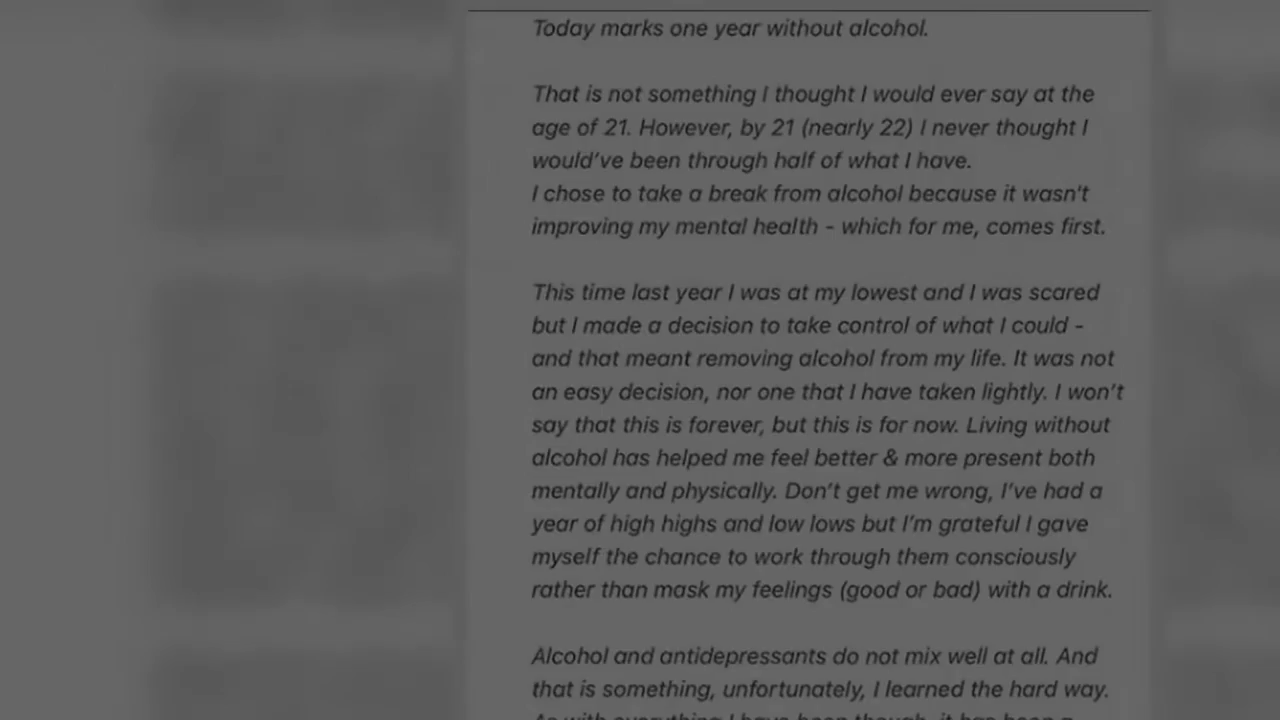 Today marks one year without alcohol.
That is not something I thought I would ever say at the
age of 21. However, by 21 (nearly 22) I never thought I
would've been through half of what I have.
I chose to take a break from alcohol because it wasn't
improving my mental health - which for me, comes first.
This time last year I was at my lowest and I was scared
but I made a decision to take control of what I could -
and that meant removing alcohol from my life. It was not
an easy decision, nor one that I have taken lightly. I won't
say that this is forever, but this is for now. Living without
alcohol has helped me feel better & more present both
mentally and physically. Don't get me wrong, I've had a
year of high highs and low lows but I'm grateful I gave
myself the chance to work through them consciously
rather than mask my feelings (good or bad) with a drink.
Alcohol and antidepressants do not mix well at all. And
that is something, unfortunately, I learned the hard way.